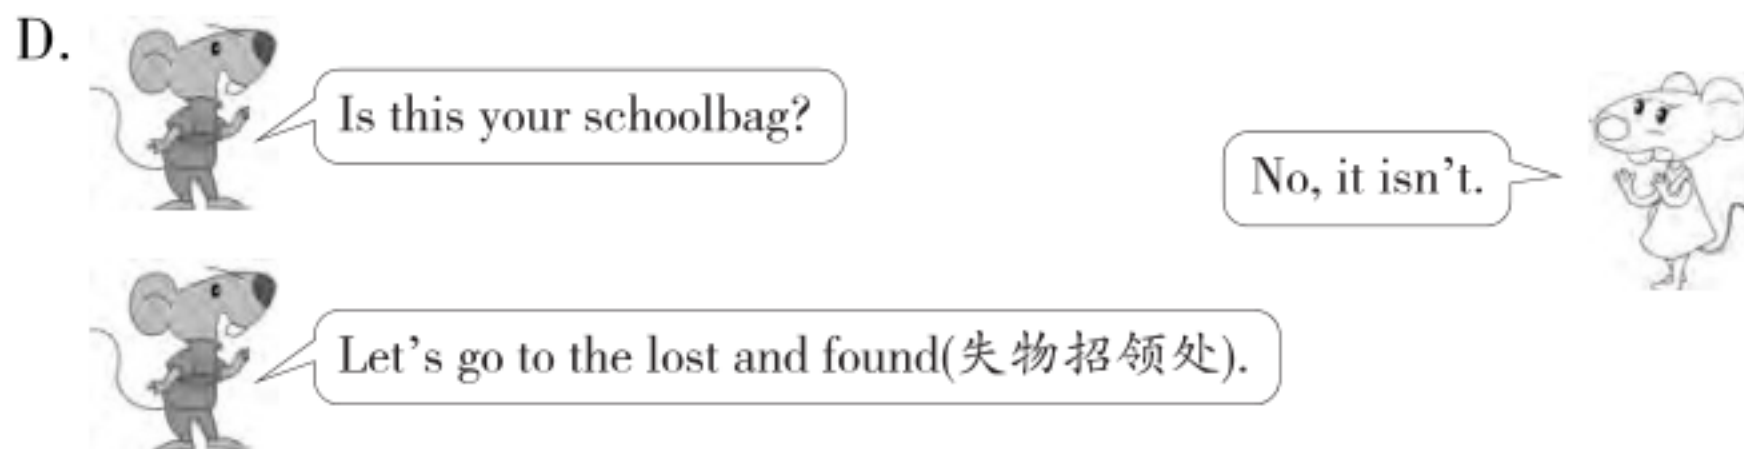 D.
Is this your schoolbag?
No, it isn't.
Let's go to the lost and found(失物招领处).